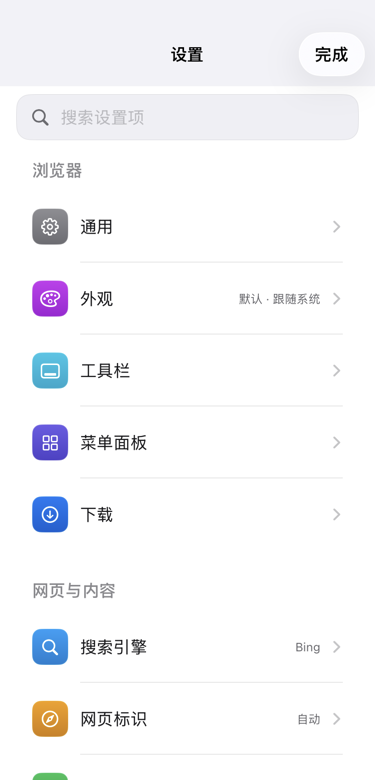 设置
完成
搜索设置项
浏览器
通用
外观
默认 · 跟随系统
工具栏
菜单面板
下载
网页与内容
搜索引擎
Bing
网页标识
自动